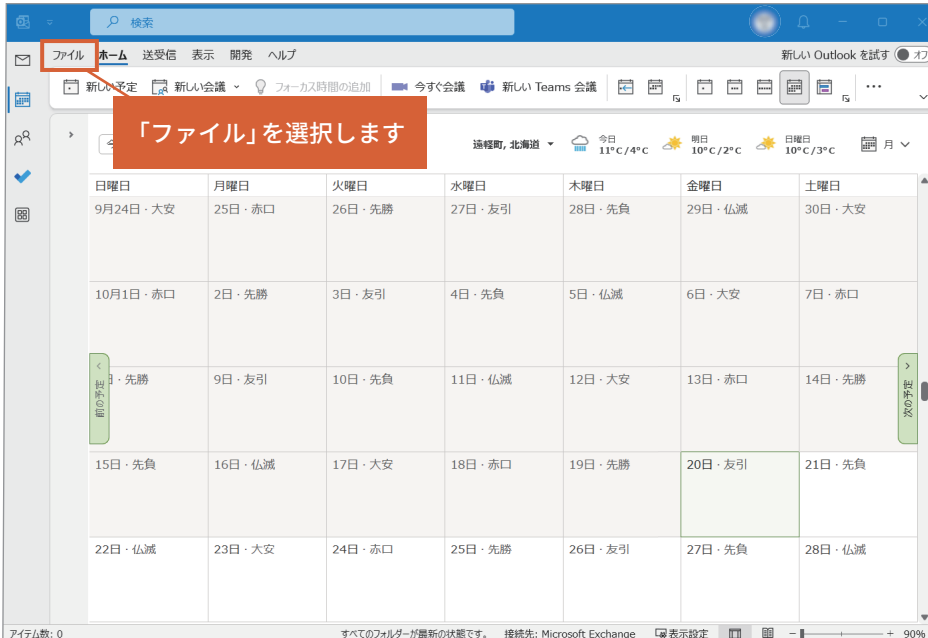 検索
ファイル ホーム 送受信 表示 開発 ヘルプ
新しい Outlook を試す
オフ
新しい予定 新しい会議 フォーカス時間の追加 今すぐ会議 新しい Teams 会議 …
「ファイル」を選択します
遠軽町, 北海道
今日
11°C/4°C
明日
10°C/2°C
日曜日
10°C/3°C
月
日曜日 月曜日 火曜日 水曜日 木曜日 金曜日 土曜日
9月24日・大安 25日・赤口 26日・先勝 27日・友引 28日・先負 29日・仏滅 30日・大安
10月1日・赤口 2日・先勝 3日・友引 4日・先負 5日・仏滅 6日・大安 7日・赤口
日・先勝 9日・友引 10日・先負 11日・仏滅 12日・大安 13日・赤口 14日・先勝
前の予定
次の予定
15日・先負 16日・仏滅 17日・大安 18日・赤口 19日・先勝 20日・友引 21日・先負
22日・仏滅 23日・大安 24日・赤口 25日・先勝 26日・友引 27日・先負 28日・仏滅
アイテム数: 0 すべてのフォルダーが最新の状態です。 接続先: Microsoft Exchange 表示設定 - + 90%